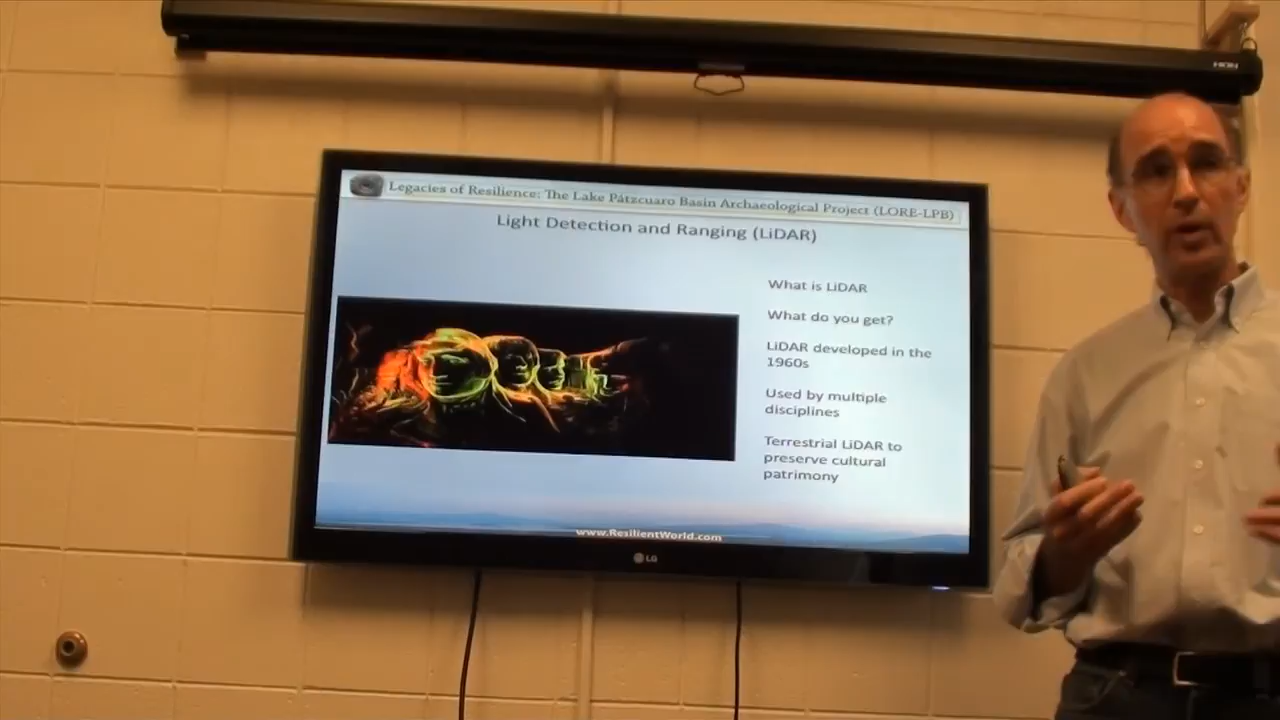 Legacies of Resilience: The Lake Pátzcuaro Basin Archaeological Project (LORE-LPB)
Light Detection and Ranging (LiDAR)
What is LiDAR
What do you get?
LiDAR developed in the
1960s
Used by multiple
disciplines
Terrestrial LiDAR to
preserve cultural
patrimony
www.ResilientWorld.com
LG